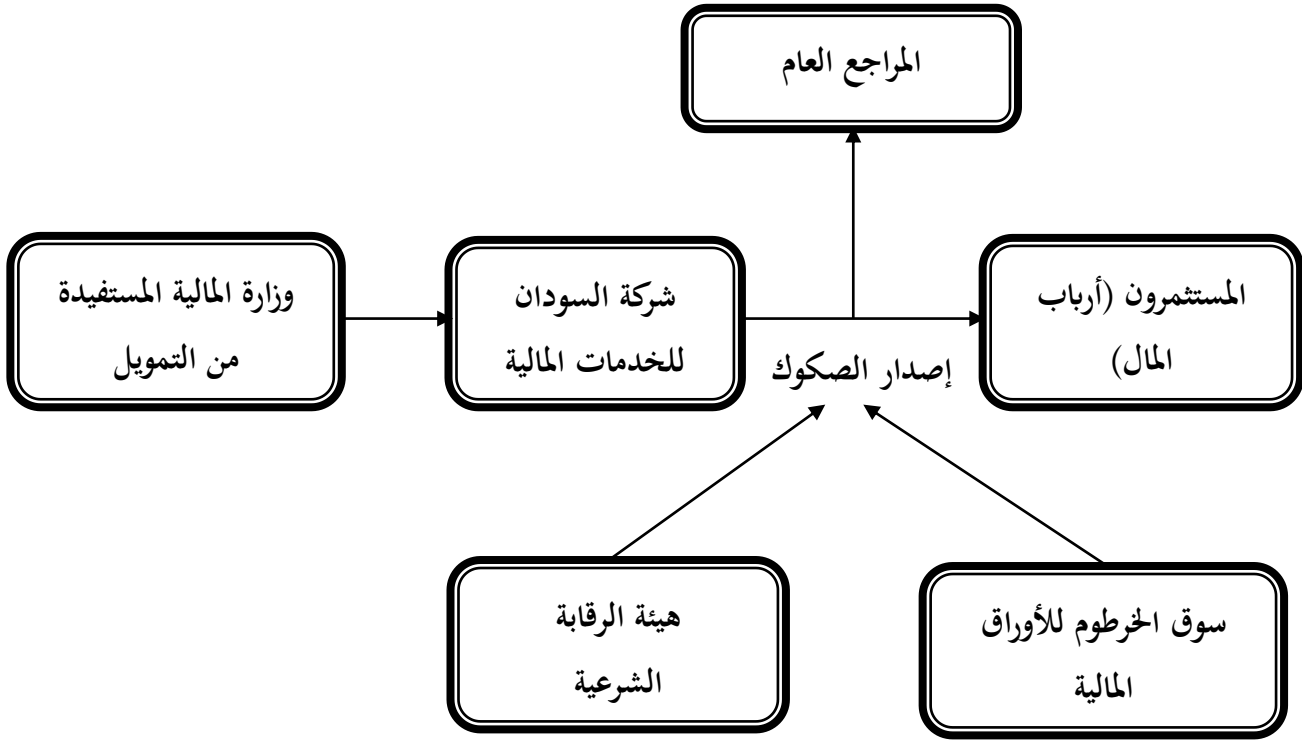 المراجع العام
المستثمرون (أرباب
المال)
شركة السودان
للخدمات المالية
وزارة المالية المستفيدة
من التمويل
إصدار الصكوك
سوق الخرطوم للأوراق
المالية
هيئة الرقابة
الشرعية